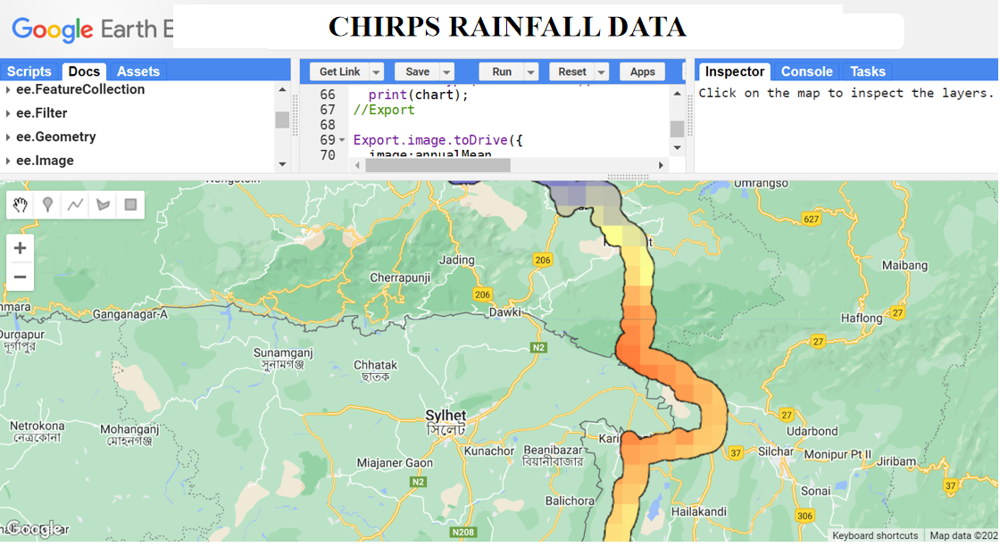 CHIRPS RAINFALL DATA
Google Earth E
Scripts Docs Assets
ee.FeatureCollection
ee.Filter
ee.Geometry
ee.Image
Get Link Save Run Reset Apps
66 print(chart);
67 //Export
68
69 Export.image.toDrive({
70 image:annualMean
Inspector Console Tasks
Click on the map to inspect the layers.
Nongstoin
Umrangso
627
Jading
206
Maibang
Cherrapunji
206
Dawki
Ganganagar-A
Haflong
27
27
N2
Sunamganj
সুনামগঞ্জ
Chhatak
ছাতক
Sylhet
সিলেট
27
Netrokona
নেত্রকোনা
Mohanganj
মোহনগঞ্জ
Kunachor
Beanibazar
বিয়ানীবাজার
Udarbond
37
Silchar
Monipur Pt II
Jiribam
Miajaner Gaon
N2
37
Balichora
Sonai
Hailakandi
306
N208
Google
Keyboard shortcuts
Map data ©202